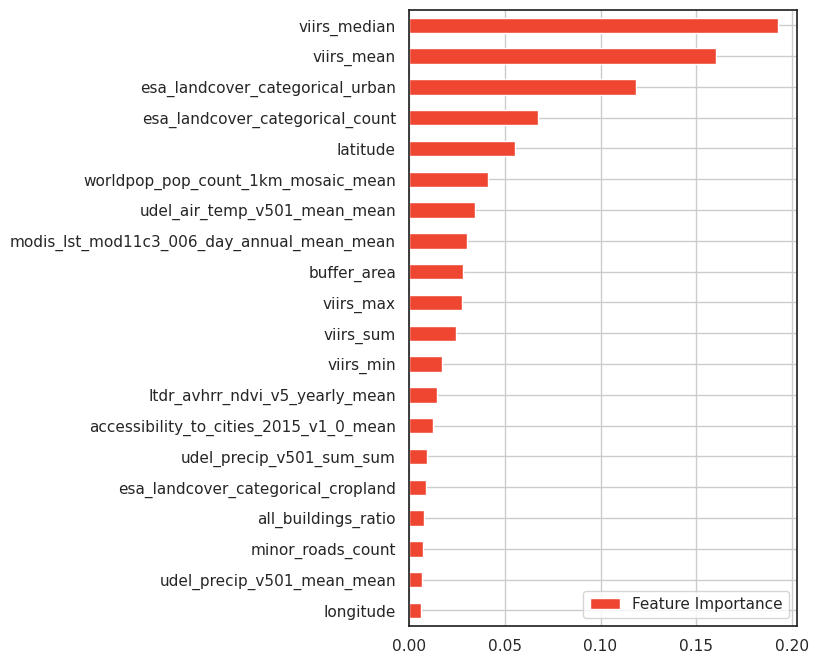 viirs_median
viirs_mean
esa_landcover_categorical_urban
esa_landcover_categorical_count
latitude
worldpop_pop_count_1km_mosaic_mean
udel_air_temp_v501_mean_mean
modis_lst_mod11c3_006_day_annual_mean_mean
buffer_area
viirs_max
viirs_sum
viirs_min
ltdr_avhrr_ndvi_v5_yearly_mean
accessibility_to_cities_2015_v1_0_mean
udel_precip_v501_sum_sum
esa_landcover_categorical_cropland
all_buildings_ratio
minor_roads_count
udel_precip_v501_mean_mean
longitude
Feature Importance
0.00 0.05 0.10 0.15 0.20